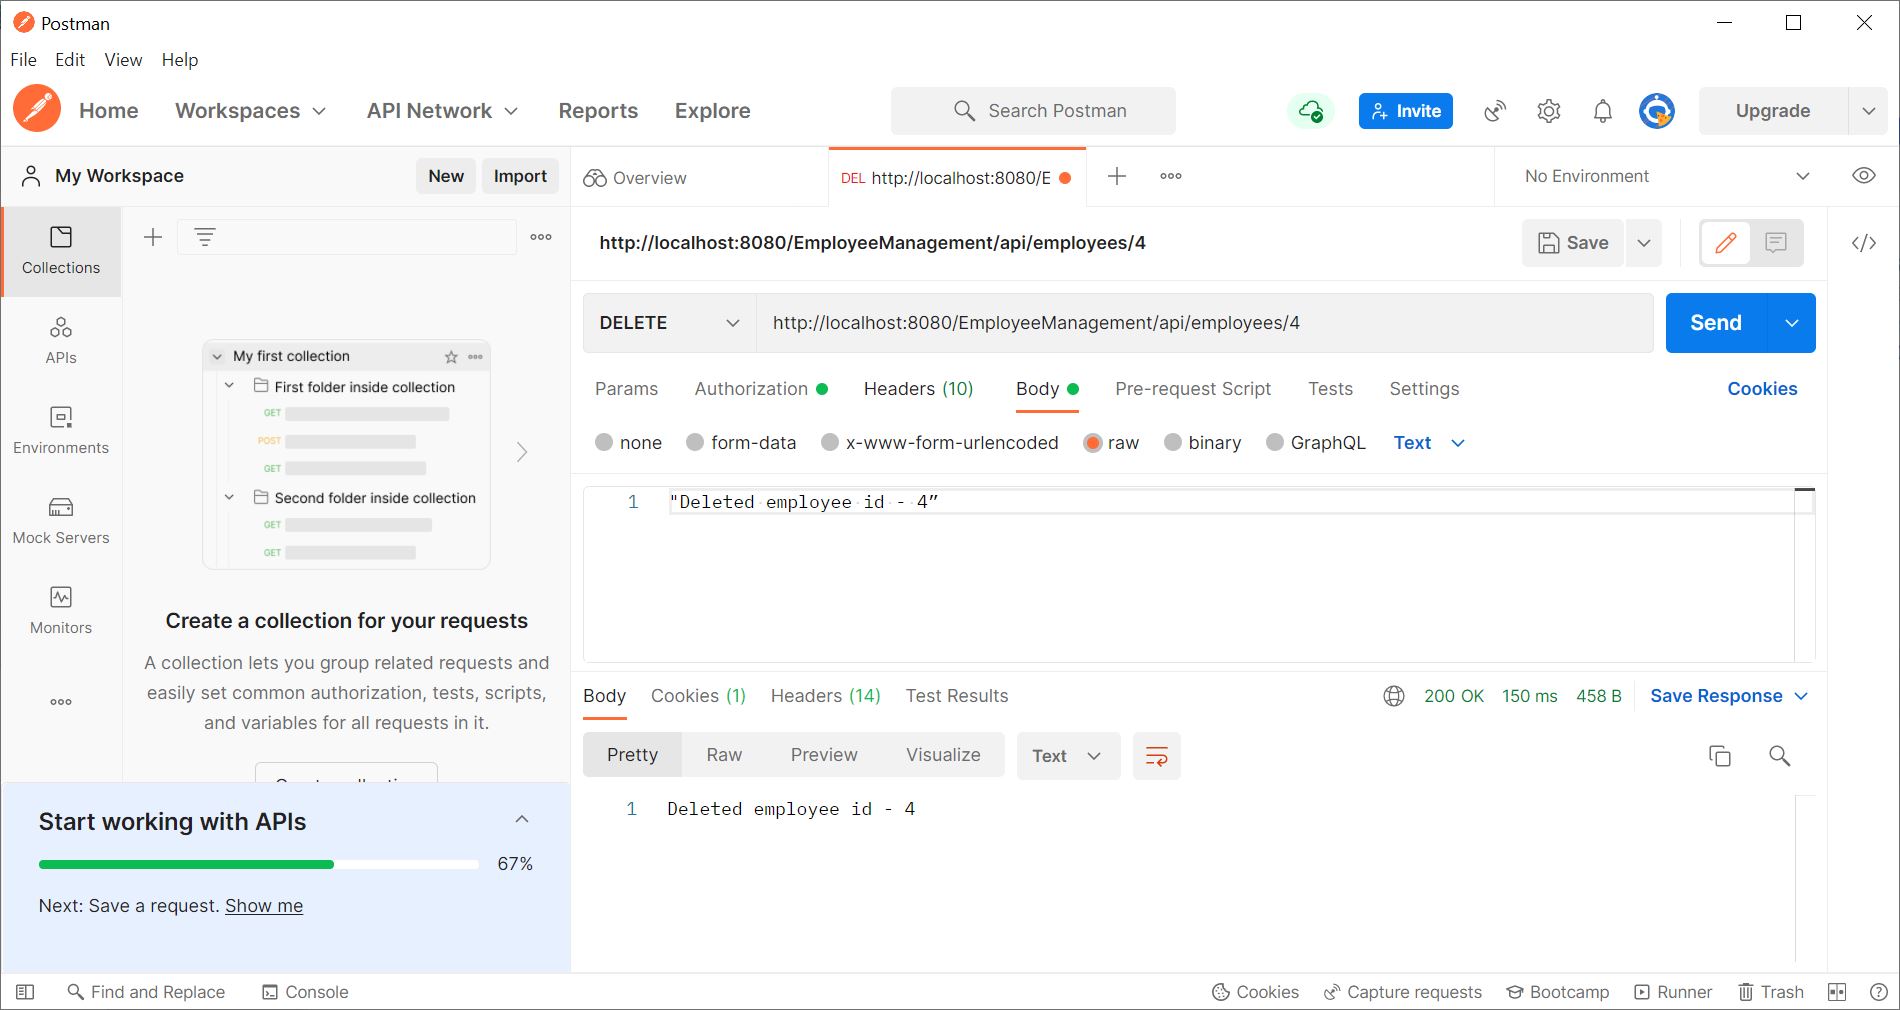 Postman
File Edit View Help
Home Workspaces API Network Reports Explore
Search Postman
Invite
Upgrade
My Workspace
New Import
Overview
DEL http://localhost:8080/E
No Environment
Collections
APIs
Environments
Mock Servers
Monitors
My first collection
First folder inside collection
GET
POST
GET
Second folder inside collection
GET
GET
Create a collection for your requests
A collection lets you group related requests and
easily set common authorization, tests, scripts,
and variables for all requests in it.
Start working with APIs
67%
Next: Save a request. Show me
http://localhost:8080/EmployeeManagement/api/employees/4
Save
DELETE http://localhost:8080/EmployeeManagement/api/employees/4
Send
Params Authorization Headers (10) Body Pre-request Script Tests Settings
Cookies
none form-data x-www-form-urlencoded raw binary GraphQL Text
1 "Deleted employee id - 4”
Body Cookies (1) Headers (14) Test Results
200 OK 150 ms 458 B Save Response
Pretty Raw Preview Visualize Text
1 Deleted employee id - 4
Find and Replace Console
Cookies Capture requests Bootcamp Runner Trash